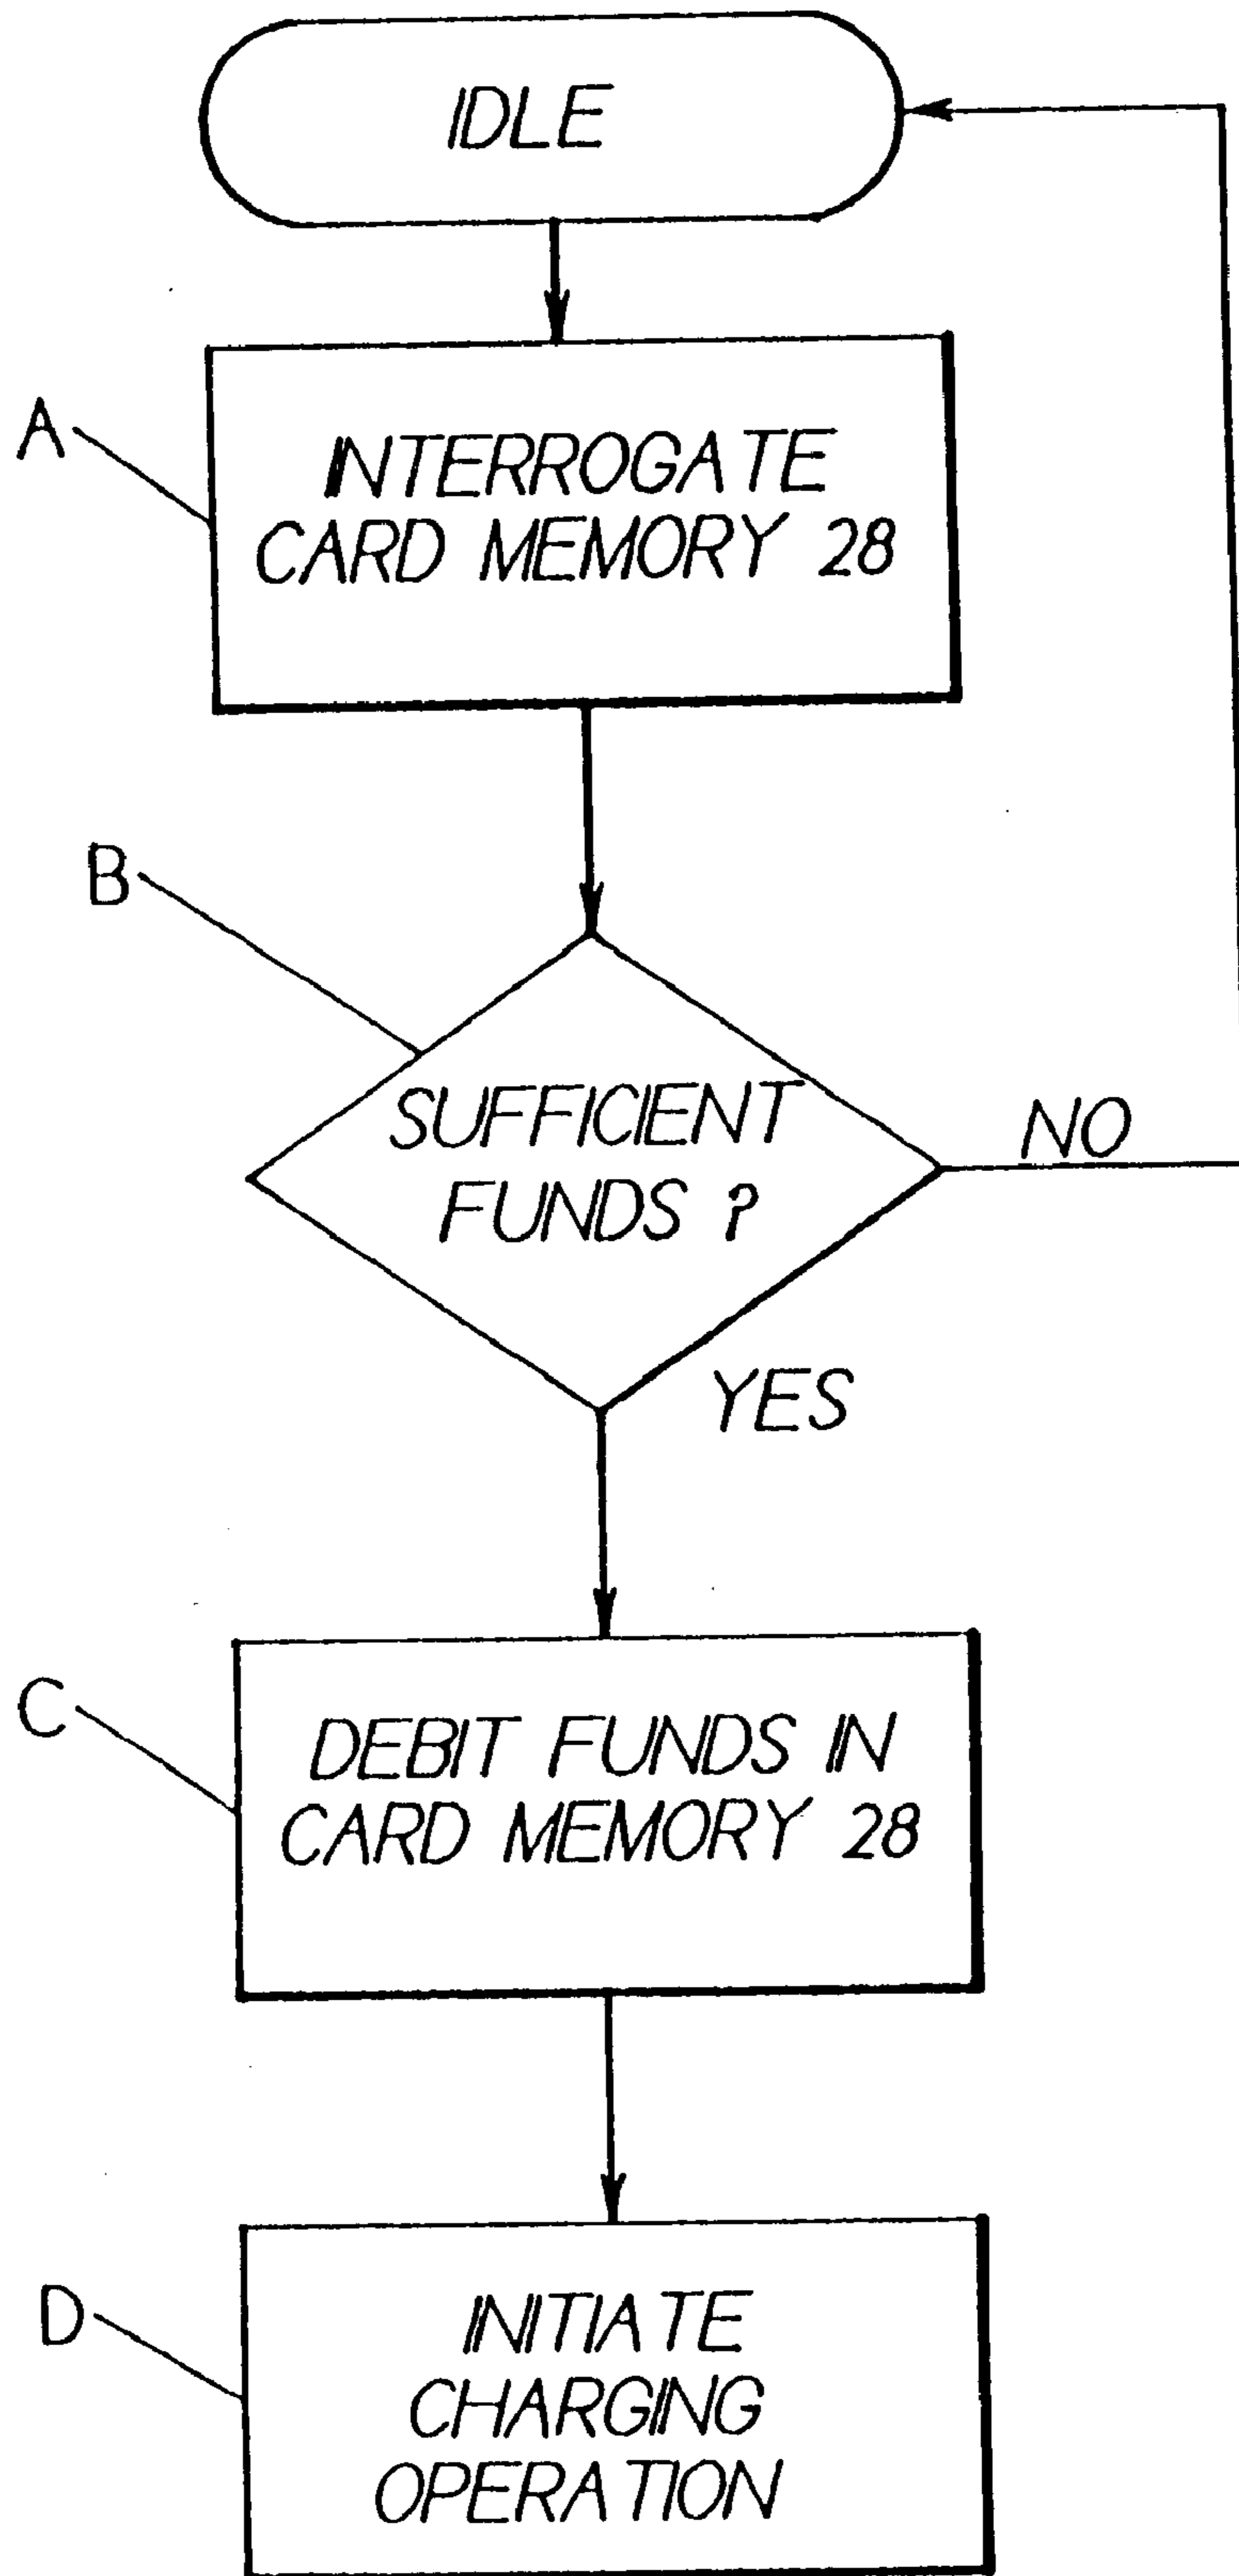 IDLE
A
INTERROGATE
CARD MEMORY 28
B
SUFFICIENT
FUNDS ?
NO
YES
C
DEBIT FUNDS IN
CARD MEMORY 28
D
INITIATE
CHARGING
OPERATION